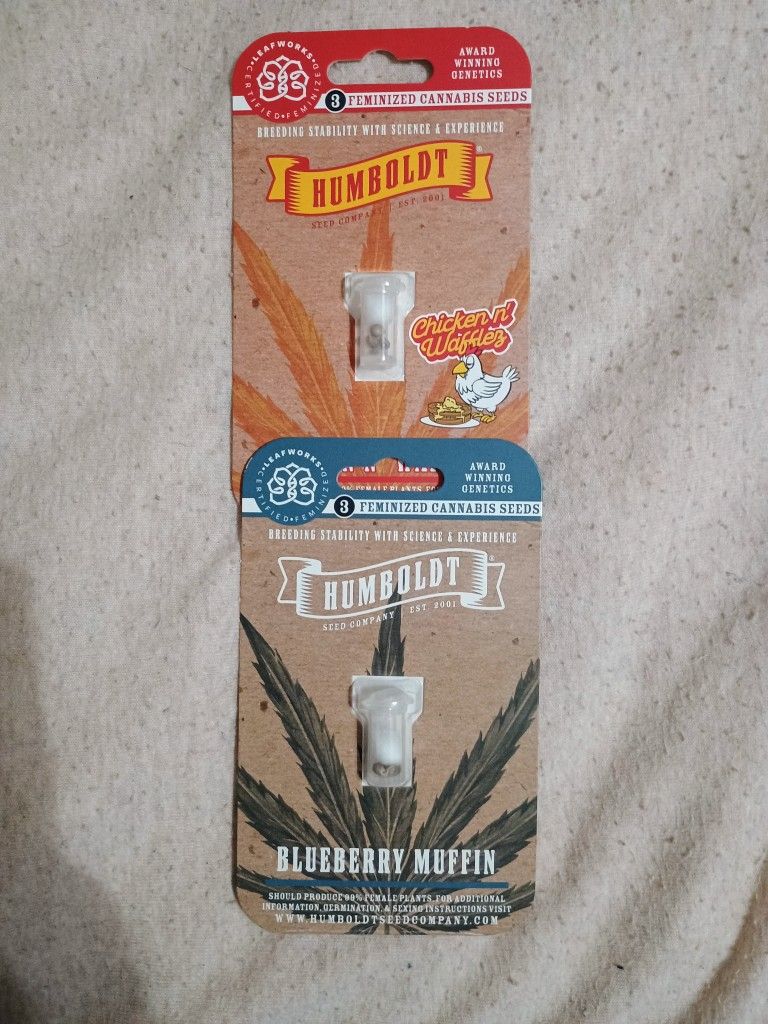 LEAFWORKS
CERTIFIED • FEMINIZED
AWARD
WINNING
GENETICS
3 FEMINIZED CANNABIS SEEDS
BREEDING STABILITY WITH SCIENCE & EXPERIENCE
HUMBOLDT®
SEED COMPANY | EST. 2001
Chicken n'
Wafflez
LEAFWORKS
CERTIFIED • FEMINIZED
AWARD
WINNING
GENETICS
3 FEMINIZED CANNABIS SEEDS
BREEDING STABILITY WITH SCIENCE & EXPERIENCE
HUMBOLDT®
SEED COMPANY | EST. 2001
BLUEBERRY MUFFIN
SHOULD PRODUCE 99% FEMALE PLANTS. FOR ADDITIONAL
INFORMATION, GERMINATION, & SEXING INSTRUCTIONS VISIT
WWW.HUMBOLDTSEEDCOMPANY.COM